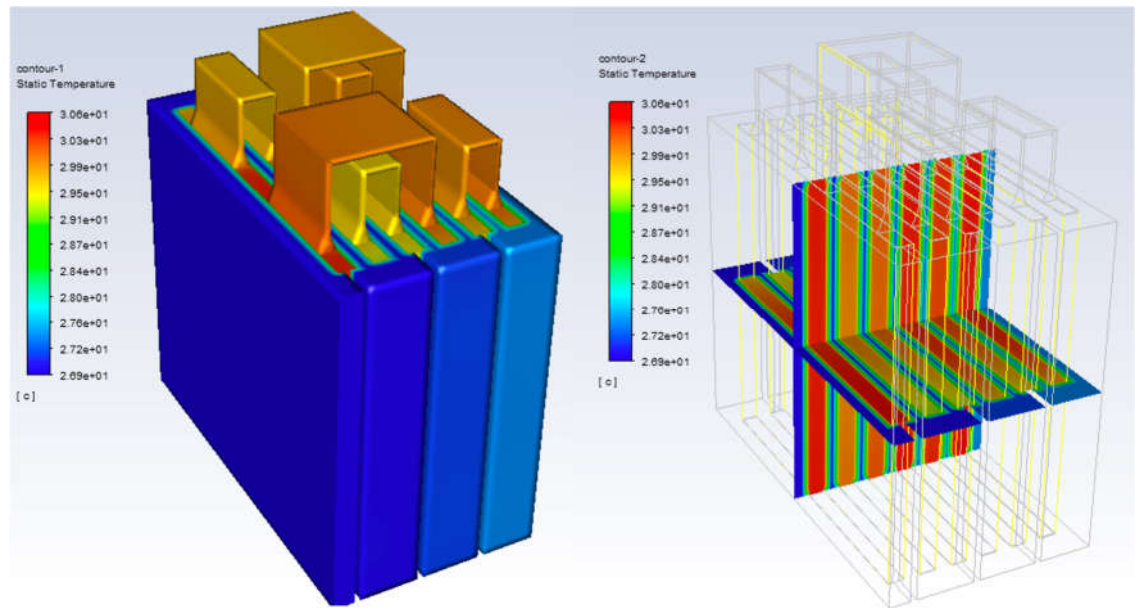 contour-1
Static Temperature
3.06e+01
3.03e+01
2.99e+01
2.95e+01
2.91e+01
2.87e+01
2.84e+01
2.80e+01
2.76e+01
2.72e+01
2.69e+01
[ c ]
contour-2
Static Temperature
3.06e+01
3.03e+01
2.99e+01
2.95e+01
2.91e+01
2.87e+01
2.84e+01
2.80e+01
2.76e+01
2.72e+01
2.69e+01
[ c ]